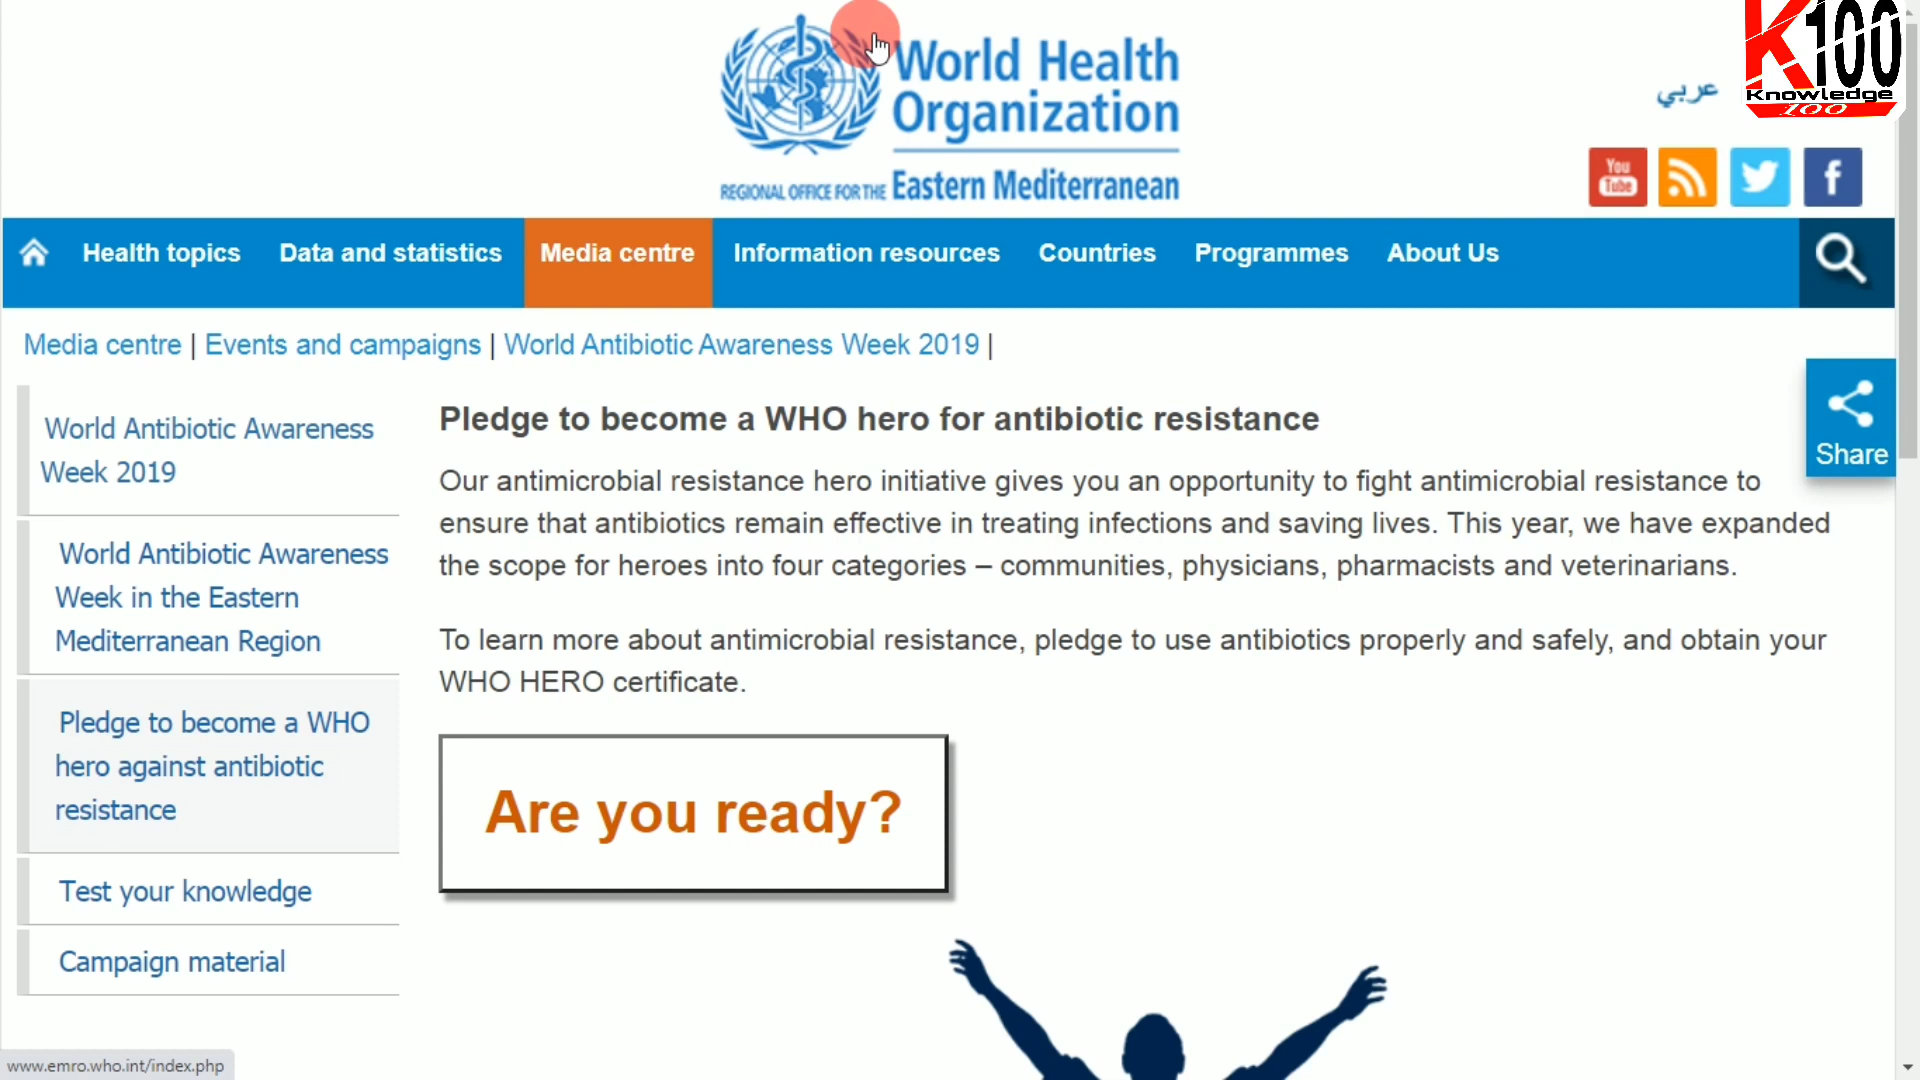 World Health
Organization
REGIONAL OFFICE FOR THE Eastern Mediterranean
عربي
K100
Knowledge
100
You
Tube
Health topics Data and statistics Media centre Information resources Countries Programmes About Us
Media centre | Events and campaigns | World Antibiotic Awareness Week 2019 |
Share
World Antibiotic Awareness
Week 2019
World Antibiotic Awareness
Week in the Eastern
Mediterranean Region
Pledge to become a WHO
hero against antibiotic
resistance
Test your knowledge
Campaign material
Pledge to become a WHO hero for antibiotic resistance
Our antimicrobial resistance hero initiative gives you an opportunity to fight antimicrobial resistance to
ensure that antibiotics remain effective in treating infections and saving lives. This year, we have expanded
the scope for heroes into four categories – communities, physicians, pharmacists and veterinarians.
To learn more about antimicrobial resistance, pledge to use antibiotics properly and safely, and obtain your
WHO HERO certificate.
Are you ready?
www.emro.who.int/index.php